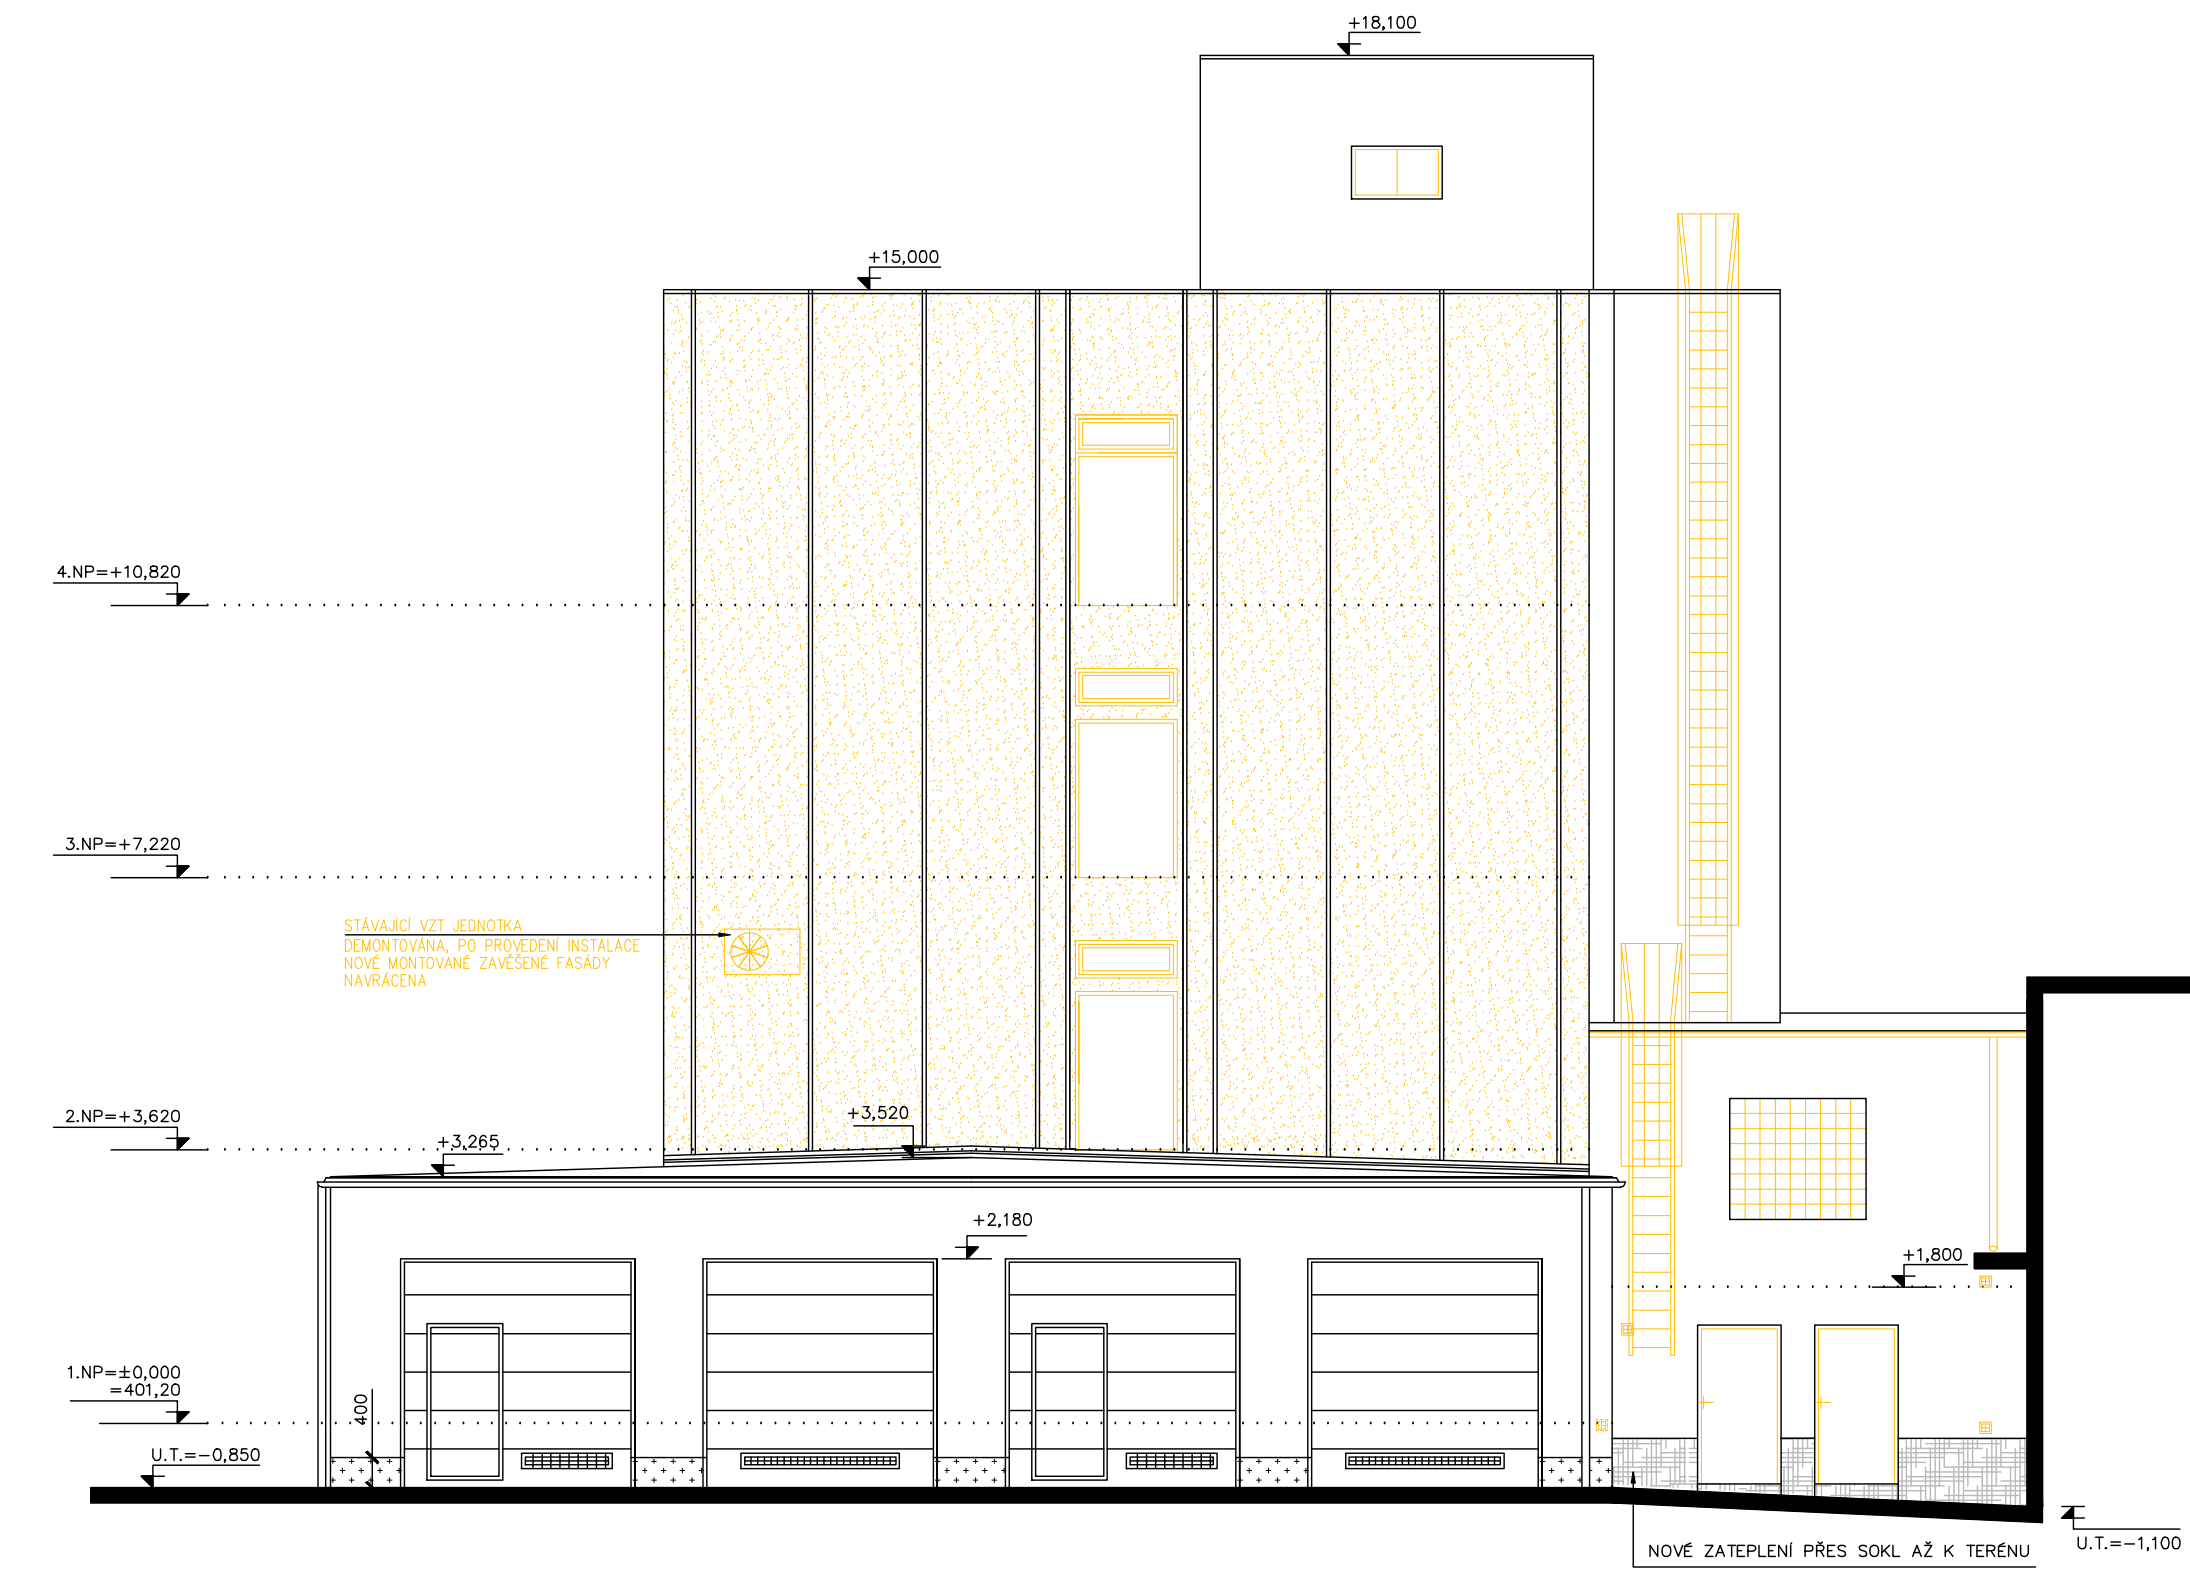 +18,100
+15,000
4.NP=+10,820
3.NP=+7,220
STÁVAJÍCÍ VZT JEDNOTKA
DEMONTOVÁNA, PO PROVEDENÍ INSTALACE
NOVÉ MONTOVANÉ ZAVĚŠENÉ FASÁDY
NAVRÁCENA
2.NP=+3,620
+3,520
+3,265
+2,180
+1,800
1.NP=±0,000
=401,20
400
U.T.=-0,850
U.T.=-1,100
NOVÉ ZATEPLENÍ PŘES SOKL AŽ K TERÉNU